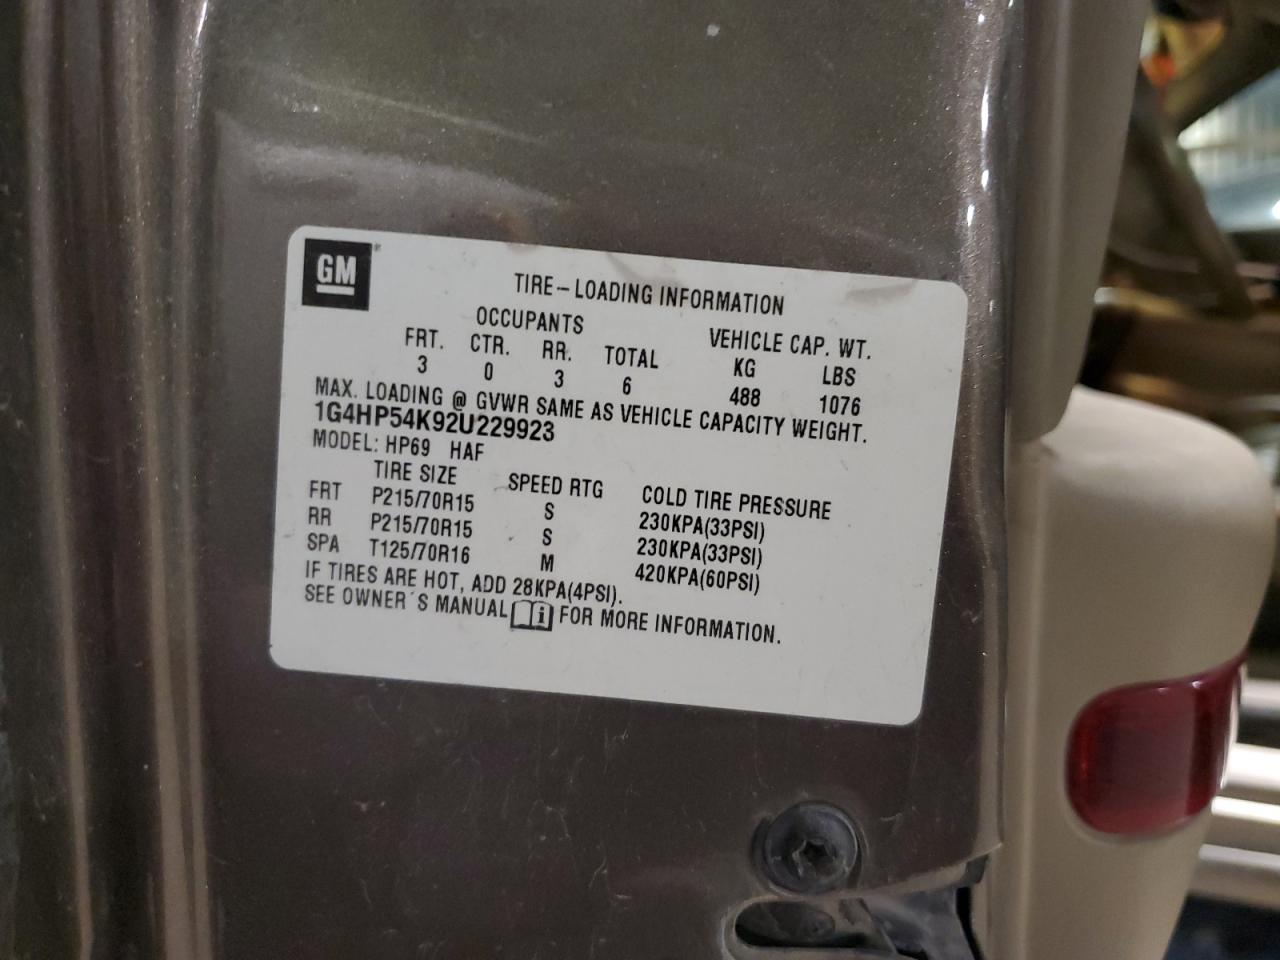 GM
TIRE-LOADING INFORMATION
OCCUPANTS VEHICLE CAP. WT.
FRT. CTR. RR. TOTAL KG LBS
3 0 3 6 488 1076
MAX. LOADING @ GVWR SAME AS VEHICLE CAPACITY WEIGHT.
1G4HP54K92U229923
MODEL: HP69 HAF
TIRE SIZE SPEED RTG COLD TIRE PRESSURE
FRT P215/70R15 S 230KPA(33PSI)
RR P215/70R15 S 230KPA(33PSI)
SPA T125/70R16 M 420KPA(60PSI)
IF TIRES ARE HOT, ADD 28KPA(4PSI).
SEE OWNER´S MANUAL i FOR MORE INFORMATION.